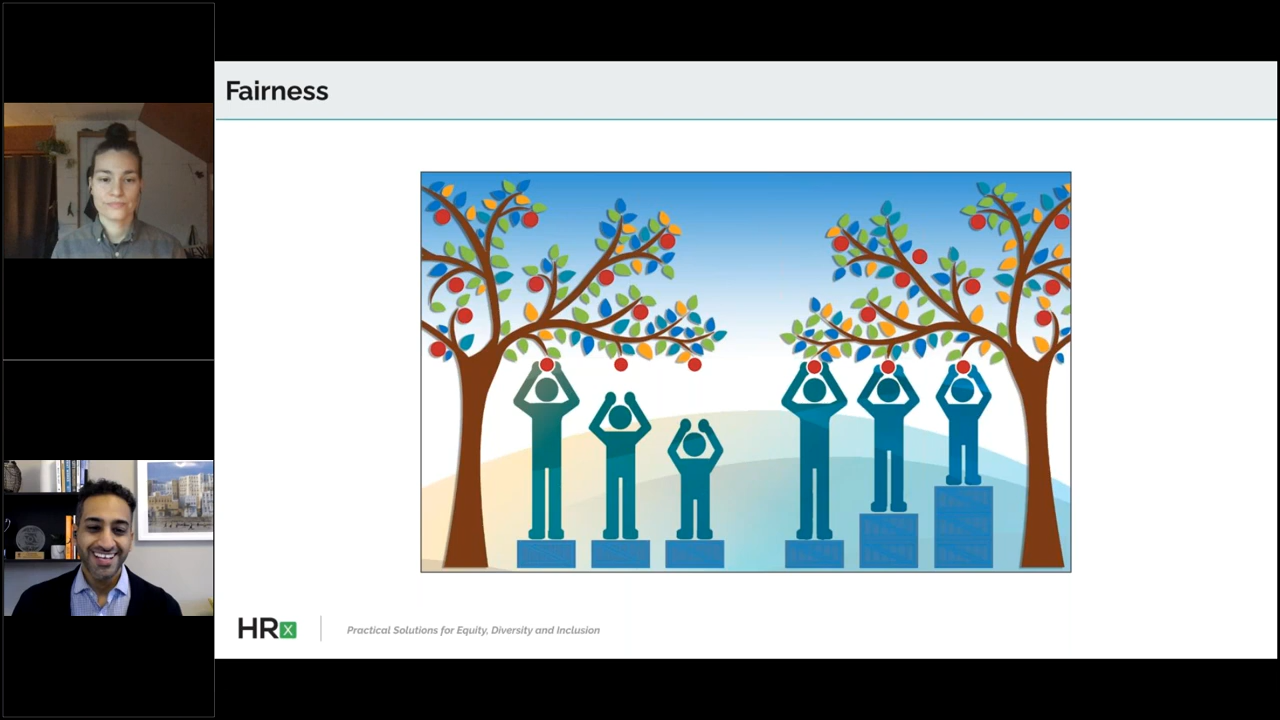 Fairness
HRx
Practical Solutions for Equity, Diversity and Inclusion